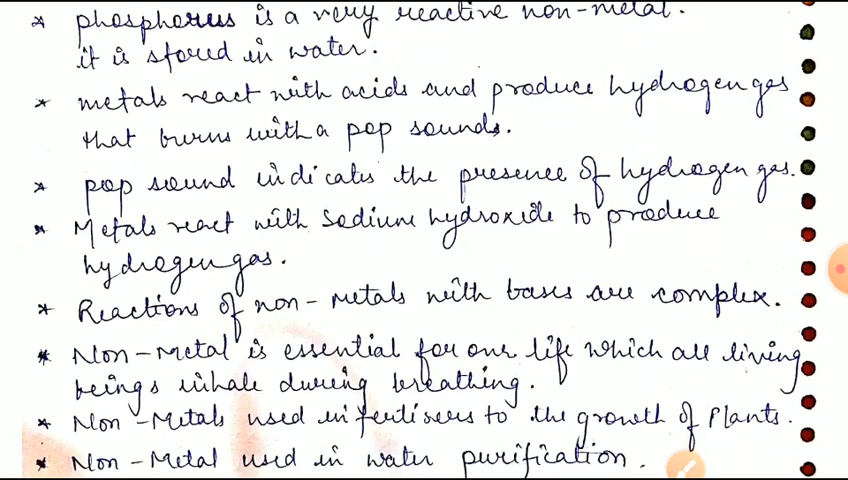 * phosphorus is a very reactive non-metal.
it is stored in water.
* metals react with acids and produce hydrogen gas
that burns with a pop sounds.
* pop sound indicates the presence of hydrogen gas.
* Metals react with Sodium hydroxide to produce
hydrogen gas.
* Reactions of non-metals with bases are complex.
* Non-Metal is essential for our life which all living
beings inhale during breathing.
* Non-Metals used in fertilisers to the growth of Plants.
* Non-Metal used in water purification.